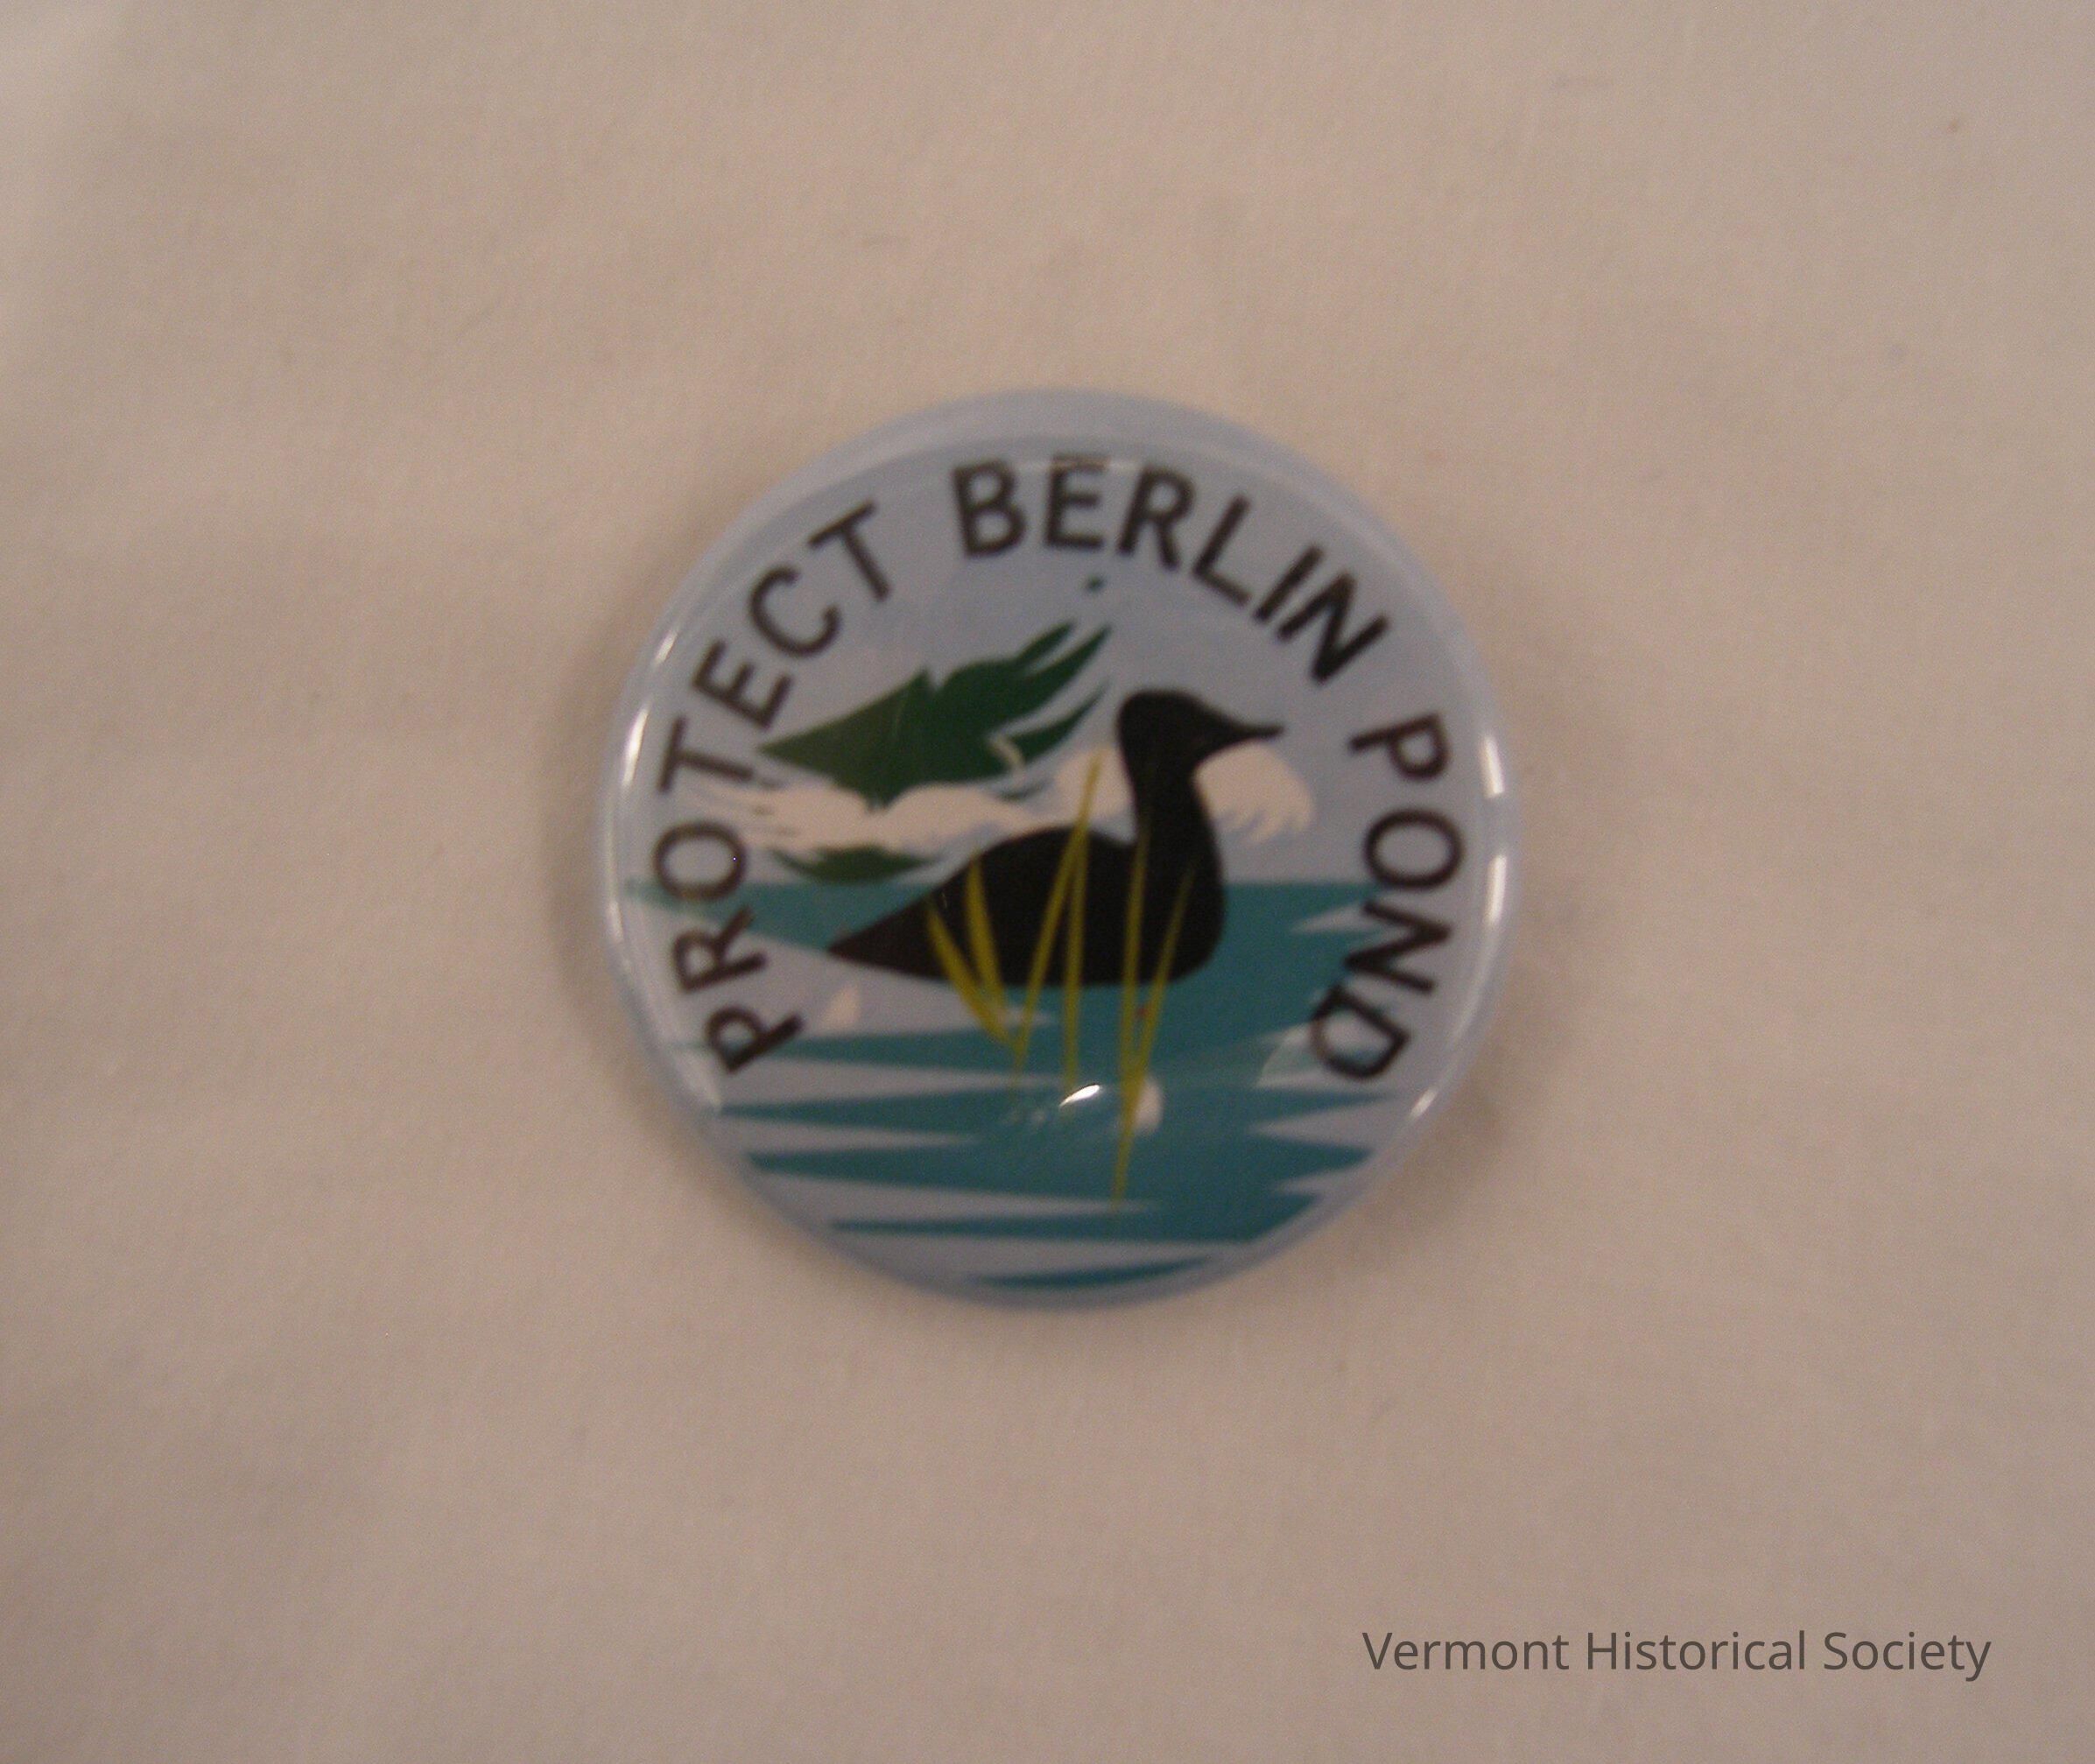 PROTECT BERLIN POND
Vermont Historical Society